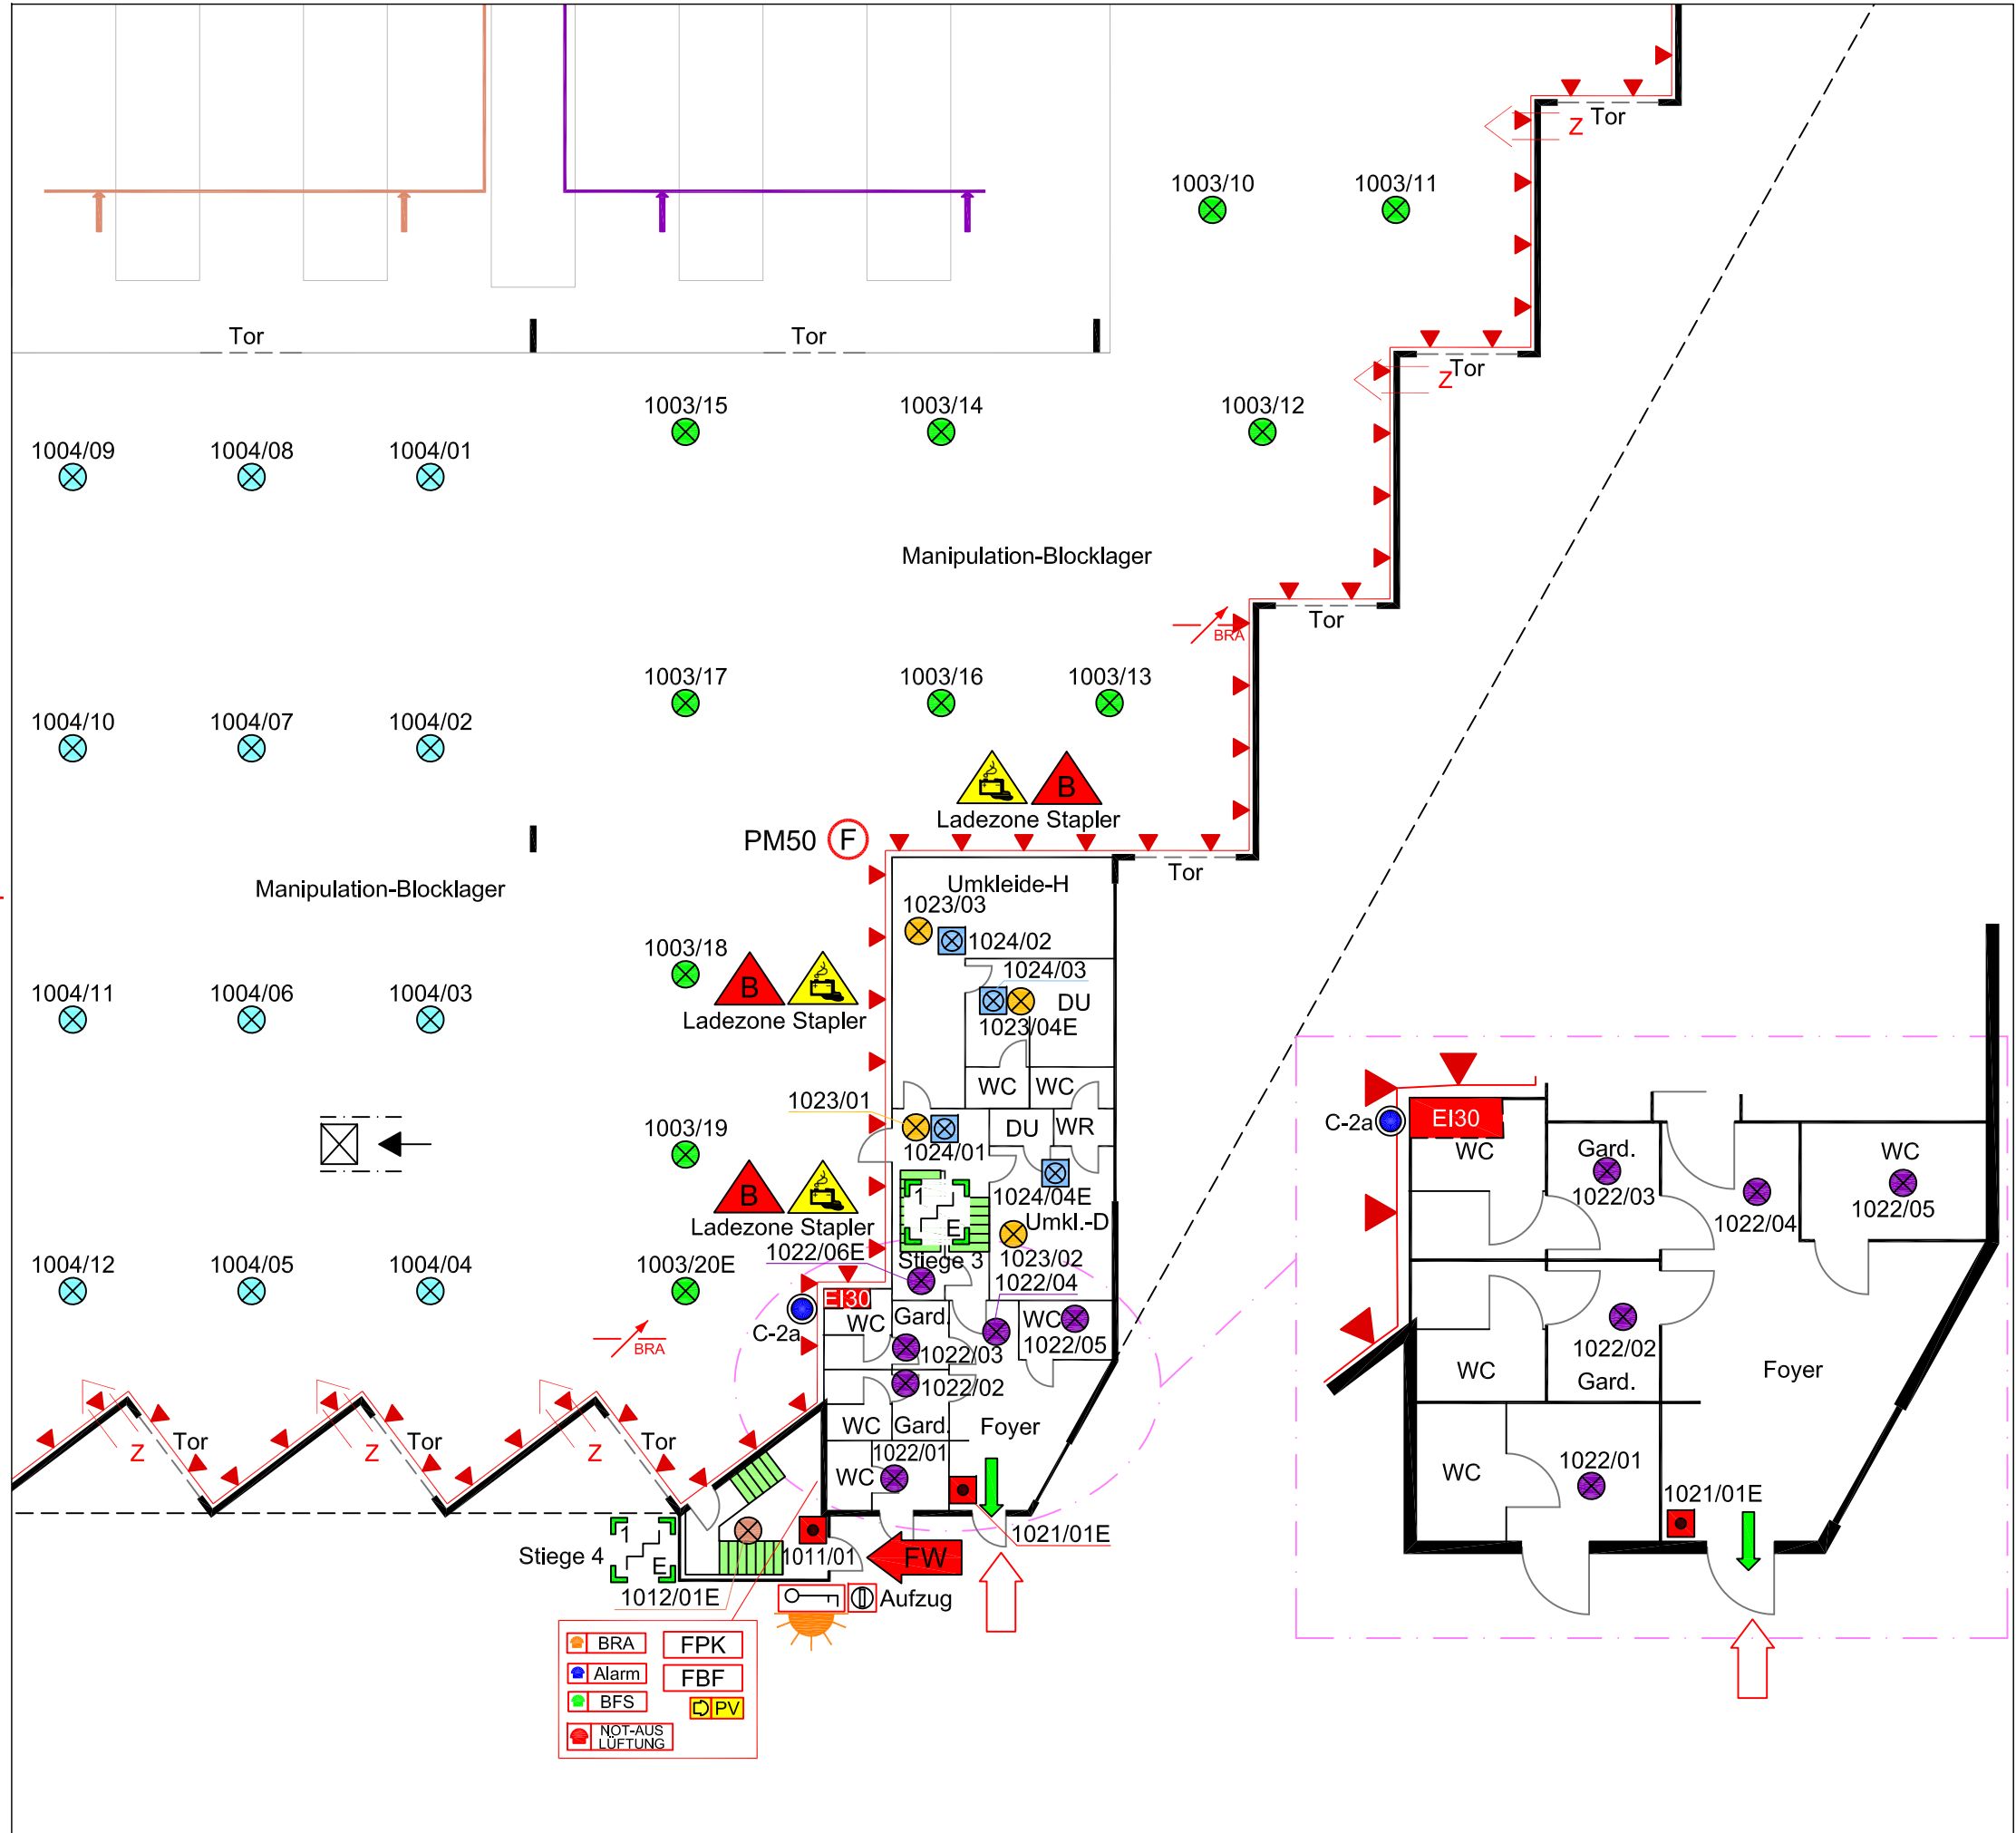 Tor
Z
1003/10
1003/11
Tor
Tor
Tor
Z
1003/15
1003/14
1003/12
1004/09
1004/08
1004/01
Manipulation-Blocklager
Tor
BRA
1003/17
1003/16
1003/13
1004/10
1004/07
1004/02
B
Ladezone Stapler
PM50
F
Tor
Manipulation-Blocklager
Umkleide-H
1023/03
1024/02
1003/18
B
Ladezone Stapler
1024/03
DU
1023/04E
1004/11
1004/06
1004/03
WC
WC
1023/01
1003/19
DU
WR
1024/01
B
Ladezone Stapler
1
E
1024/04E
Umkl.-D
1022/06E
Stiege 3
1023/02
1022/04
1004/12
1004/05
1004/04
1003/20E
EI30
C-2a
WC
Gard.
WC
1022/03
1022/05
BRA
1022/02
WC
Gard.
Foyer
Z
Tor
Z
Tor
Z
Tor
1022/01
WC
1021/01E
Stiege 4
1
E
1011/01
FW
1012/01E
Aufzug
BRA
FPK
Alarm
FBF
BFS
PV
NOT-AUS
LÜFTUNG
C-2a
EI30
WC
Gard.
1022/03
1022/04
WC
1022/05
1022/02
WC
Gard.
Foyer
WC
1022/01
1021/01E